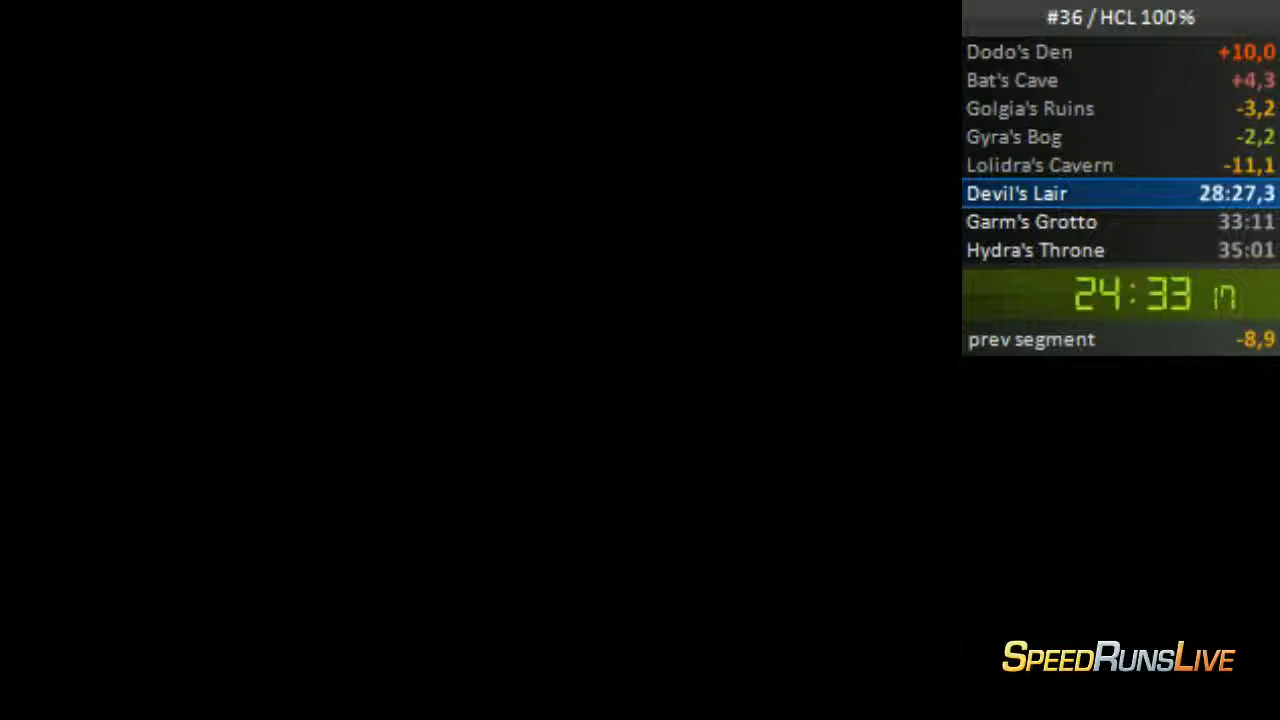 #36 / HCL 100%
Dodo's Den +10,0
Bat's Cave +4,3
Golgia's Ruins -3,2
Gyra's Bog -2,2
Lolidra's Cavern -11,1
Devil's Lair 28:27,3
Garm's Grotto 33:11
Hydra's Throne 35:01
24:33 17
prev segment -8,9
SPEEDRUNSLIVE